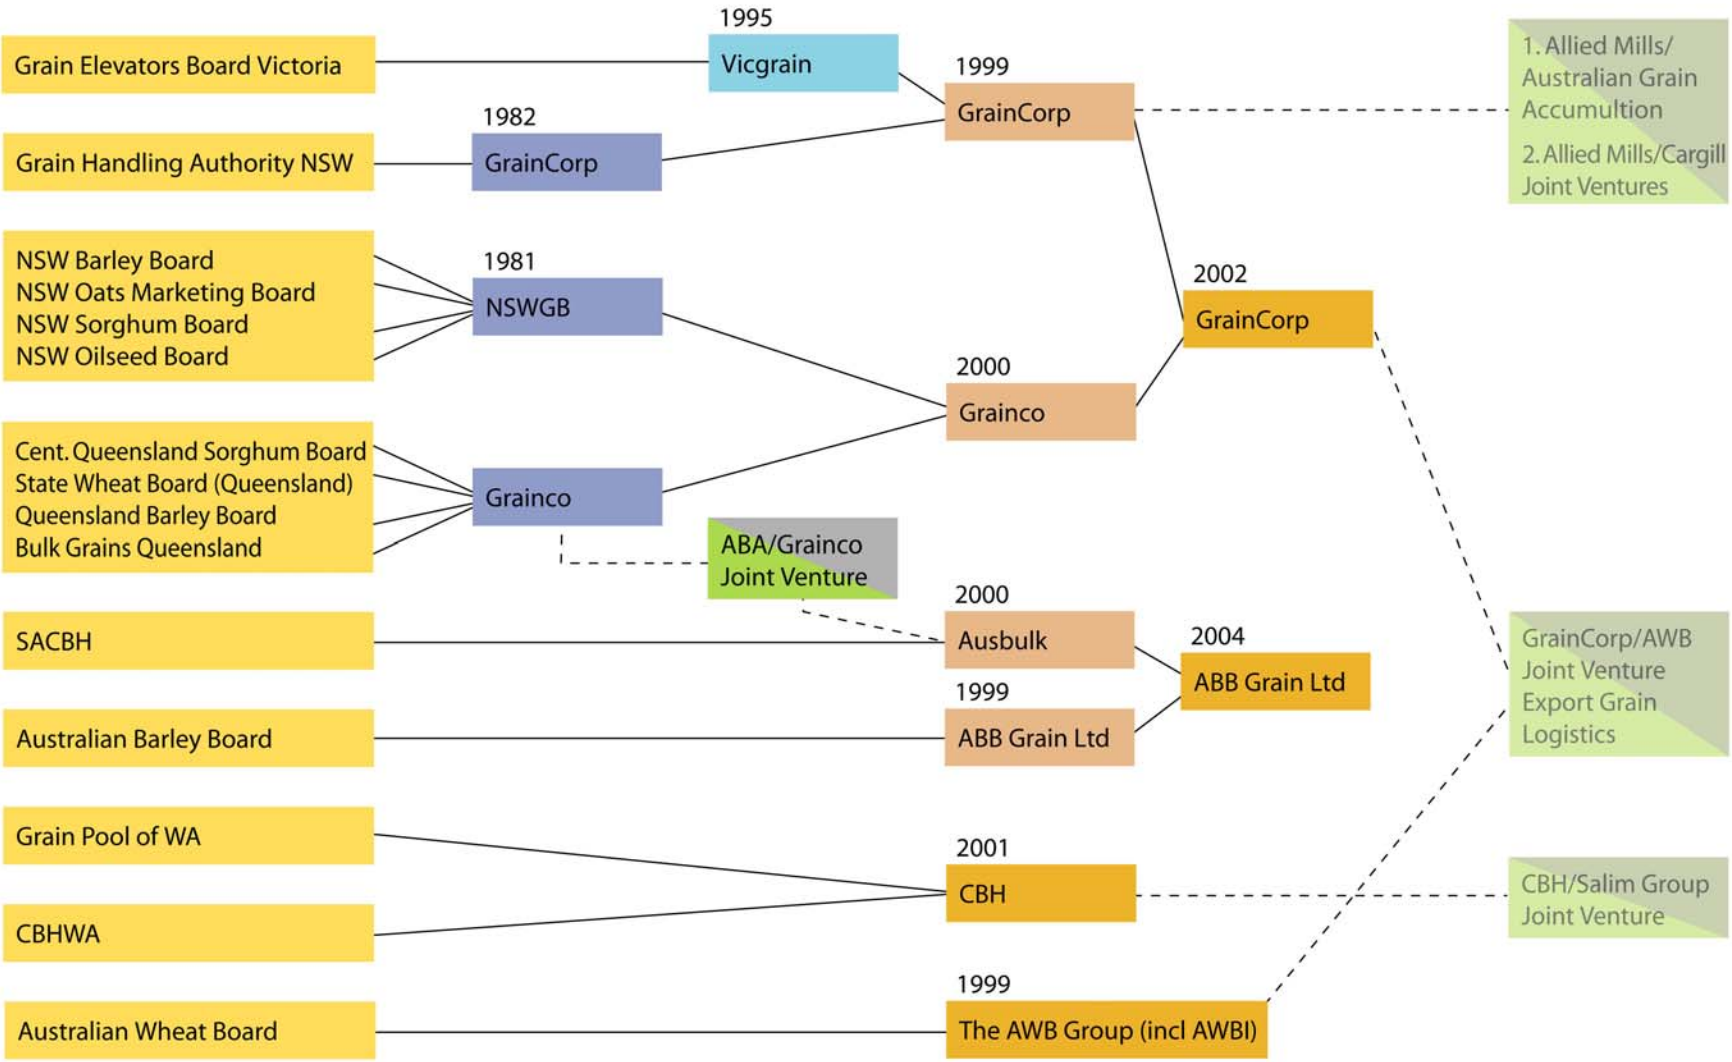 1995
Grain Elevators Board Victoria
Vicgrain
1999
GrainCorp
1. Allied Mills/
Australian Grain
Accumultion
2. Allied Mills/Cargill
Joint Ventures
1982
Grain Handling Authority NSW
GrainCorp
NSW Barley Board
NSW Oats Marketing Board
NSW Sorghum Board
NSW Oilseed Board
1981
NSWGB
2002
GrainCorp
2000
Grainco
Cent. Queensland Sorghum Board
State Wheat Board (Queensland)
Queensland Barley Board
Bulk Grains Queensland
Grainco
ABA/Grainco
Joint Venture
2000
SACBH
Ausbulk
2004
ABB Grain Ltd
GrainCorp/AWB
Joint Venture
Export Grain
Logistics
1999
Australian Barley Board
ABB Grain Ltd
Grain Pool of WA
2001
CBH
CBH/Salim Group
Joint Venture
CBHWA
1999
Australian Wheat Board
The AWB Group (incl AWBI)